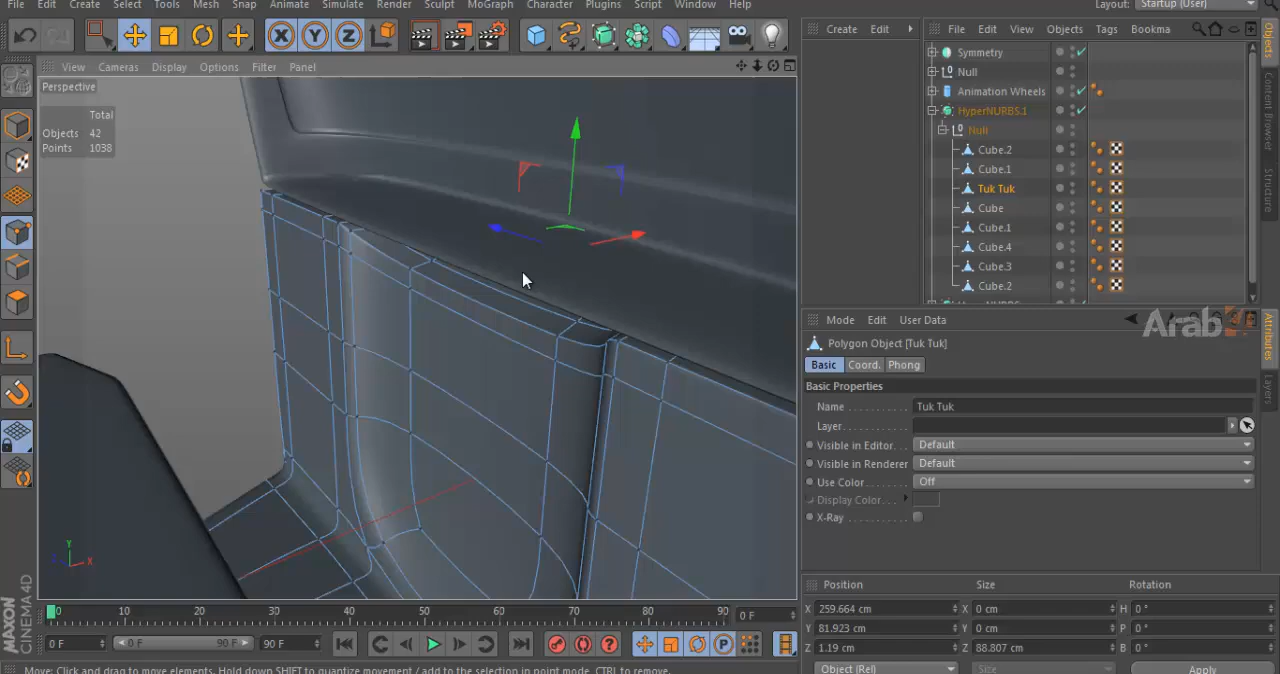 File Edit Create Select Tools Mesh Snap Animate Simulate Render Sculpt MoGraph Character Plugins Script Window Help
Layout: Startup (User)
File Edit View Objects Tags Bookma
Create Edit
View Cameras Display Options Filter Panel
Perspective
Total
Objects 42
Points 1038
Symmetry
Null
Animation Wheels
HyperNURBS.1
Null
Cube.2
Cube.1
Tuk Tuk
Cube
Cube.1
Cube.4
Cube.3
Cube.2
Objects
Content Browser
Structure
Mode Edit User Data
Arab
Polygon Object [Tuk Tuk]
Basic Coord. Phong
Basic Properties
Name Tuk Tuk
Layer
Visible in Editor Default
Visible in Renderer Default
Use Color Off
Display Color
X-Ray
Attributes
Layers
Y
X
0 10 20 30 40 50 60 70 80 90 0 F
0 F 0 F 90 F 90 F
Position Size Rotation
X 259.664 cm X 0 cm H 0 °
Y 81.923 cm Y 0 cm P 0 °
Z 1.19 cm Z 88.807 cm B 0 °
Object (Rel) Size Apply
MAXON
CINEMA 4D
Move: Click and drag to move elements. Hold down SHIFT to quantize movement / add to the selection in point mode, CTRL to remove.